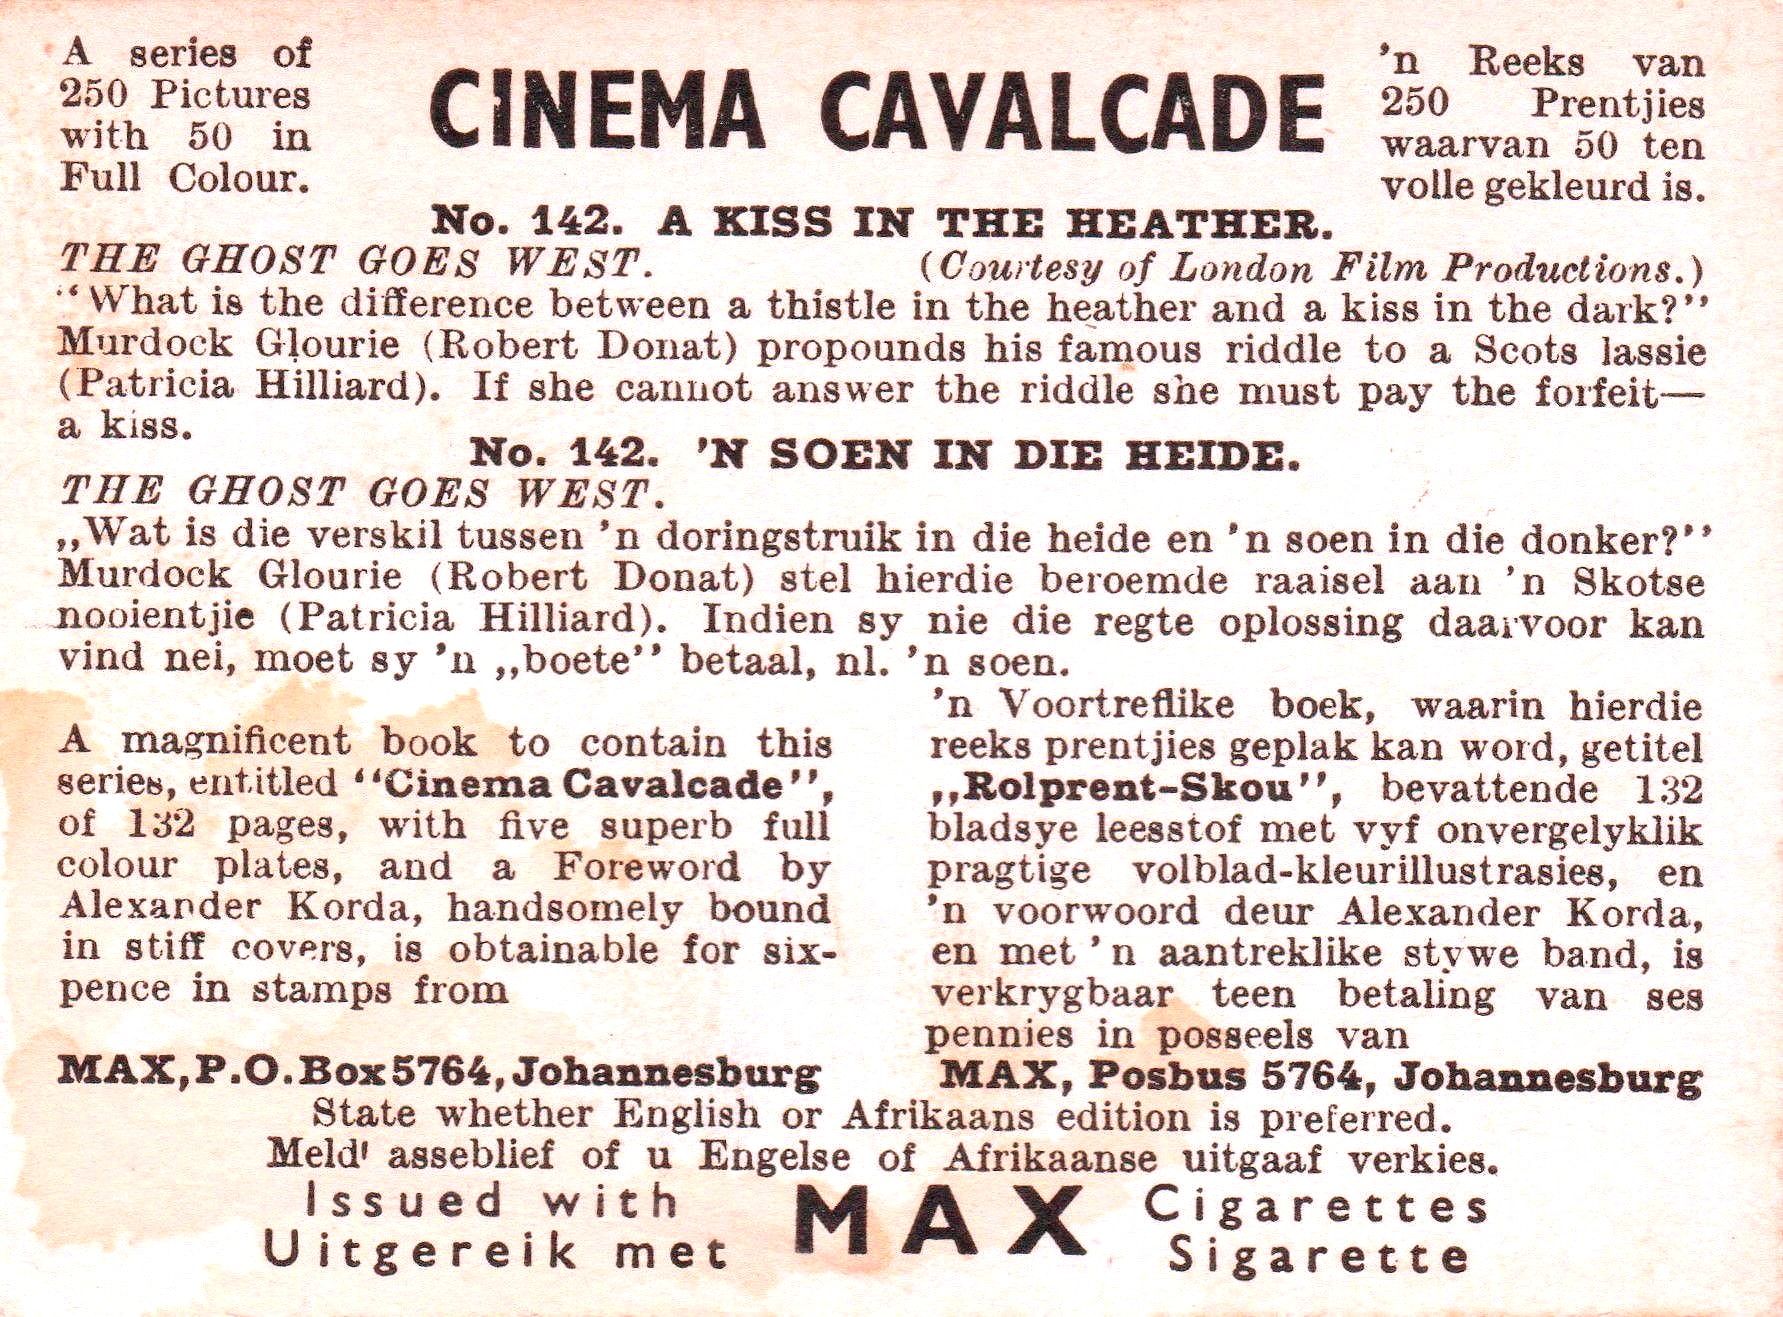 A series of
250 Pictures
with 50 in
Full Colour.
CINEMA CAVALCADE
'n Reeks van
250 Prentjies
waarvan 50 ten
volle gekleurd is.
No. 142. A KISS IN THE HEATHER.
THE GHOST GOES WEST. (Courtesy of London Film Productions.)
"What is the difference between a thistle in the heather and a kiss in the dark?"
Murdock Glourie (Robert Donat) propounds his famous riddle to a Scots lassie
(Patricia Hilliard). If she cannot answer the riddle she must pay the forfeit—
a kiss.
No. 142. 'N SOEN IN DIE HEIDE.
THE GHOST GOES WEST.
„Wat is die verskil tussen 'n doringstruik in die heide en 'n soen in die donker?"
Murdock Glourie (Robert Donat) stel hierdie beroemde raaisel aan 'n Skotse
nooientjie (Patricia Hilliard). Indien sy nie die regte oplossing daarvoor kan
vind nei, moet sy 'n „boete" betaal, nl. 'n soen.
A magnificent book to contain this
series, entitled "Cinema Cavalcade",
of 132 pages, with five superb full
colour plates, and a Foreword by
Alexander Korda, handsomely bound
in stiff covers, is obtainable for six-
pence in stamps from
MAX, P.O. Box 5764, Johannesburg
'n Voortreflike boek, waarin hierdie
reeks prentjies geplak kan word, getitel
„Rolprent-Skou", bevattende 132
bladsye leesstof met vyf onvergelyklik
pragtige volblad-kleurillustrasies, en
'n voorwoord deur Alexander Korda,
en met 'n aantreklike stywe band, is
verkrygbaar teen betaling van ses
pennies in posseels van
MAX, Posbus 5764, Johannesburg
State whether English or Afrikaans edition is preferred.
Meld asseblief of u Engelse of Afrikaanse uitgaaf verkies.
Issued with MAX Cigarettes
Uitgereik met Sigarette